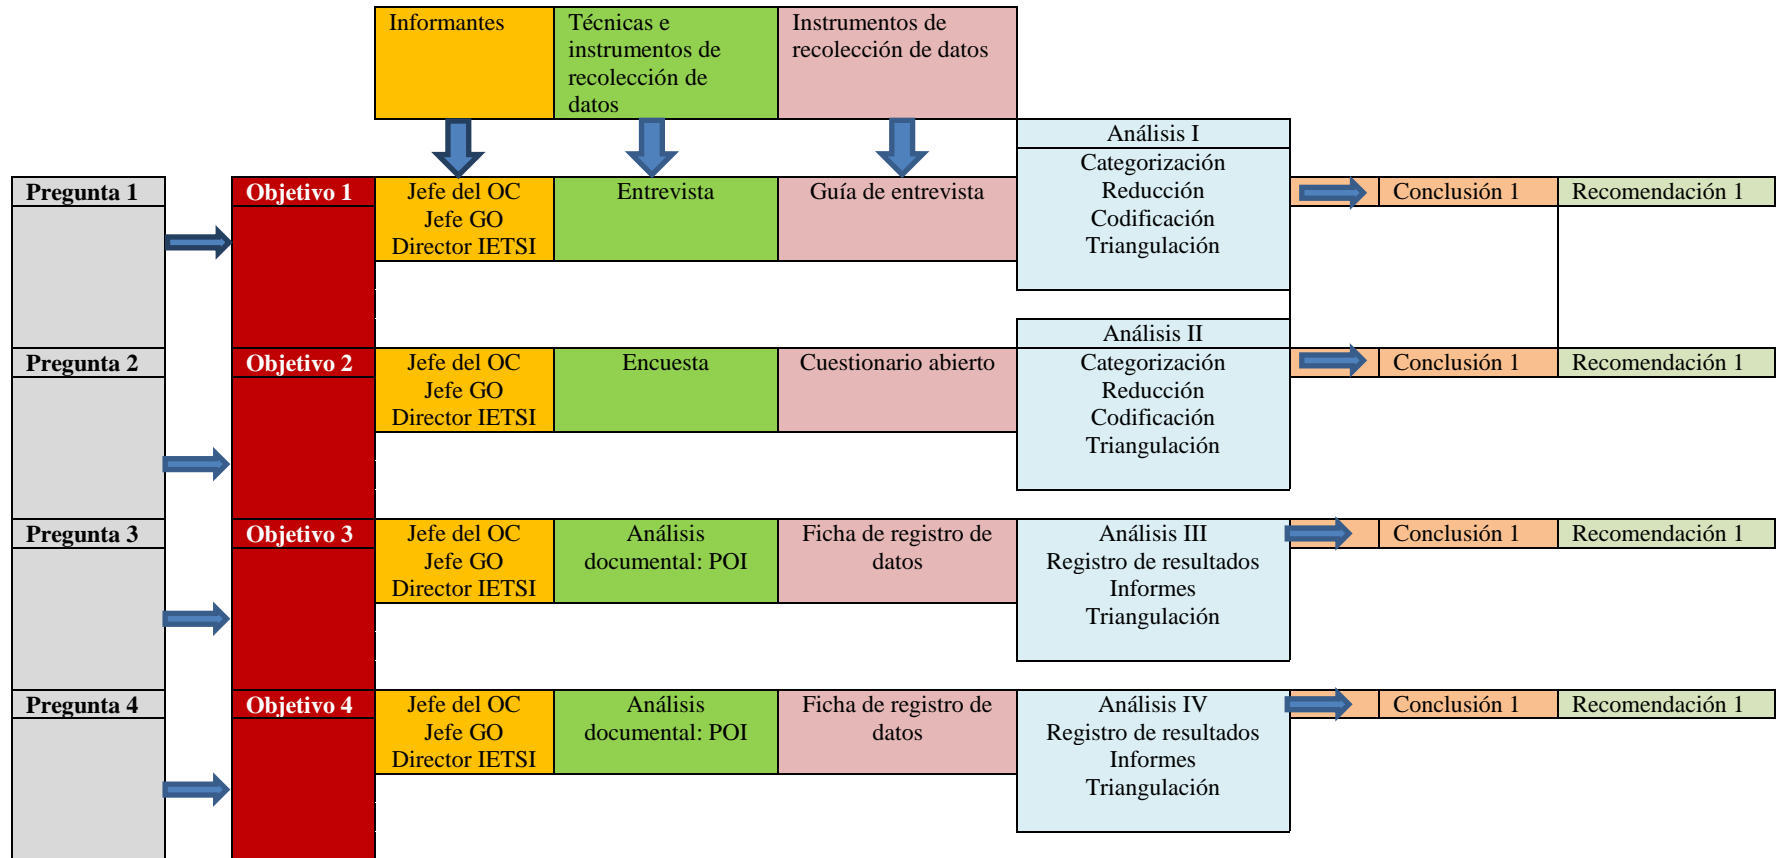 Informantes
Técnicas e
instrumentos de
recolección de
datos
Instrumentos de
recolección de datos
Análisis I
Categorización
Reducción
Codificación
Triangulación
Pregunta 1
Objetivo 1
Jefe del OC
Jefe GO
Director IETSI
Entrevista
Guía de entrevista
Conclusión 1
Recomendación 1
Análisis II
Categorización
Reducción
Codificación
Triangulación
Pregunta 2
Objetivo 2
Jefe del OC
Jefe GO
Director IETSI
Encuesta
Cuestionario abierto
Conclusión 1
Recomendación 1
Pregunta 3
Objetivo 3
Jefe del OC
Jefe GO
Director IETSI
Análisis
documental: POI
Ficha de registro de
datos
Análisis III
Registro de resultados
Informes
Triangulación
Conclusión 1
Recomendación 1
Pregunta 4
Objetivo 4
Jefe del OC
Jefe GO
Director IETSI
Análisis
documental: POI
Ficha de registro de
datos
Análisis IV
Registro de resultados
Informes
Triangulación
Conclusión 1
Recomendación 1